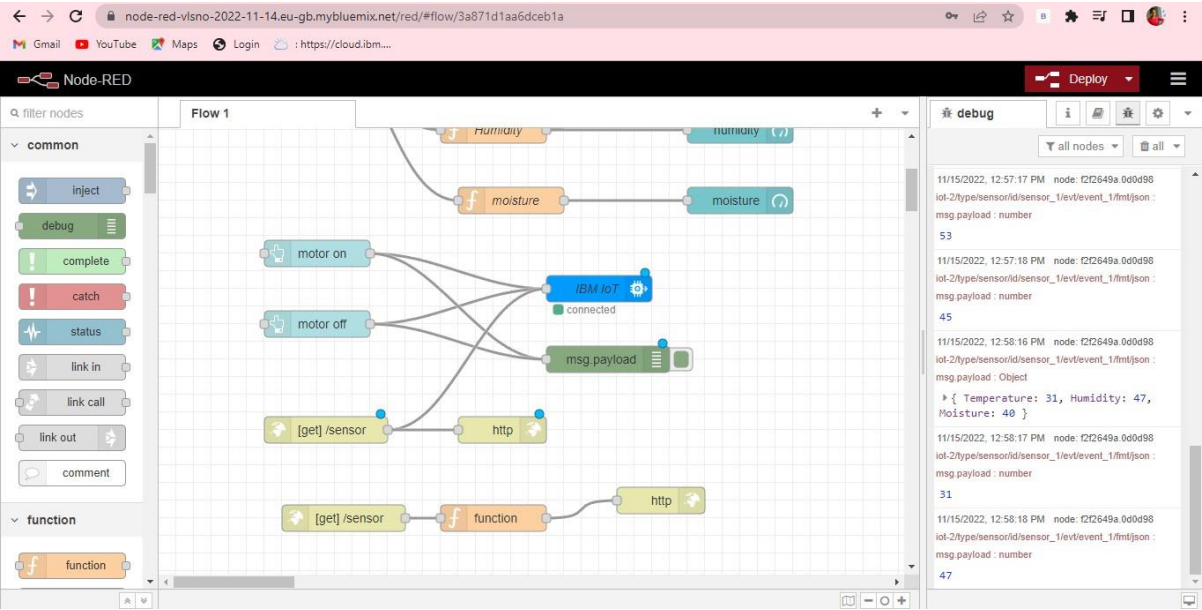 node-red-vlsno-2022-11-14.eu-gb.mybluemix.net/red/#flow/3a871d1aa6dceb1a
Gmail YouTube Maps Login : https://cloud.ibm....
Node-RED Deploy
filter nodes
common
inject
debug
complete
catch
status
link in
link call
link out
comment
function
function
Flow 1
Humidity humidity
moisture moisture
motor on
IBM IoT
connected
motor off
msg.payload
[get] /sensor http
http
[get] /sensor function
debug i
all nodes all
11/15/2022, 12:57:17 PM node: f2f2649a.0d0d98
iot-2/type/sensor/id/sensor_1/evt/event_1/fmt/json :
msg.payload : number
53
11/15/2022, 12:57:18 PM node: f2f2649a.0d0d98
iot-2/type/sensor/id/sensor_1/evt/event_1/fmt/json :
msg.payload : number
45
11/15/2022, 12:58:16 PM node: f2f2649a.0d0d98
iot-2/type/sensor/id/sensor_1/evt/event_1/fmt/json :
msg.payload : Object
{ Temperature: 31, Humidity: 47,
Moisture: 40 }
11/15/2022, 12:58:17 PM node: f2f2649a.0d0d98
iot-2/type/sensor/id/sensor_1/evt/event_1/fmt/json :
msg.payload : number
31
11/15/2022, 12:58:18 PM node: f2f2649a.0d0d98
iot-2/type/sensor/id/sensor_1/evt/event_1/fmt/json :
msg.payload : number
47